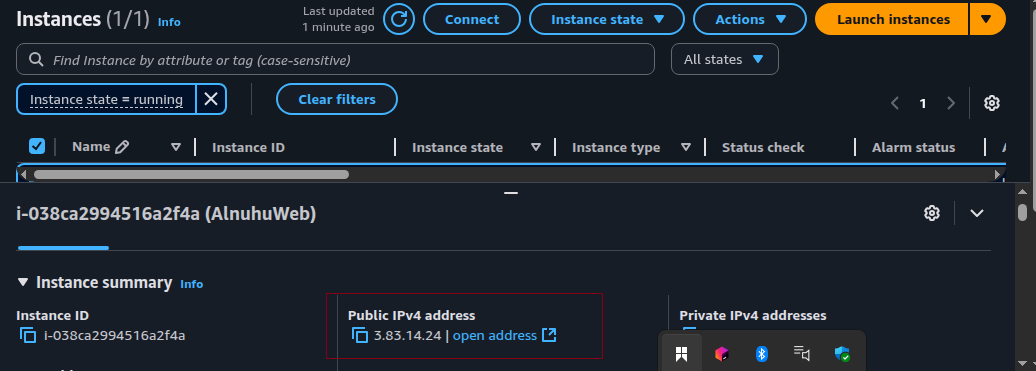 Instances (1/1) Info
Last updated
1 minute ago
Connect
Instance state
Actions
Launch instances
Find Instance by attribute or tag (case-sensitive)
All states
Instance state = running
Clear filters
1
Name
Instance ID
Instance state
Instance type
Status check
Alarm status
i-038ca2994516a2f4a (AlnuhuWeb)
Instance summary Info
Instance ID
i-038ca2994516a2f4a
Public IPv4 address
3.83.14.24 | open address
Private IPv4 addresses